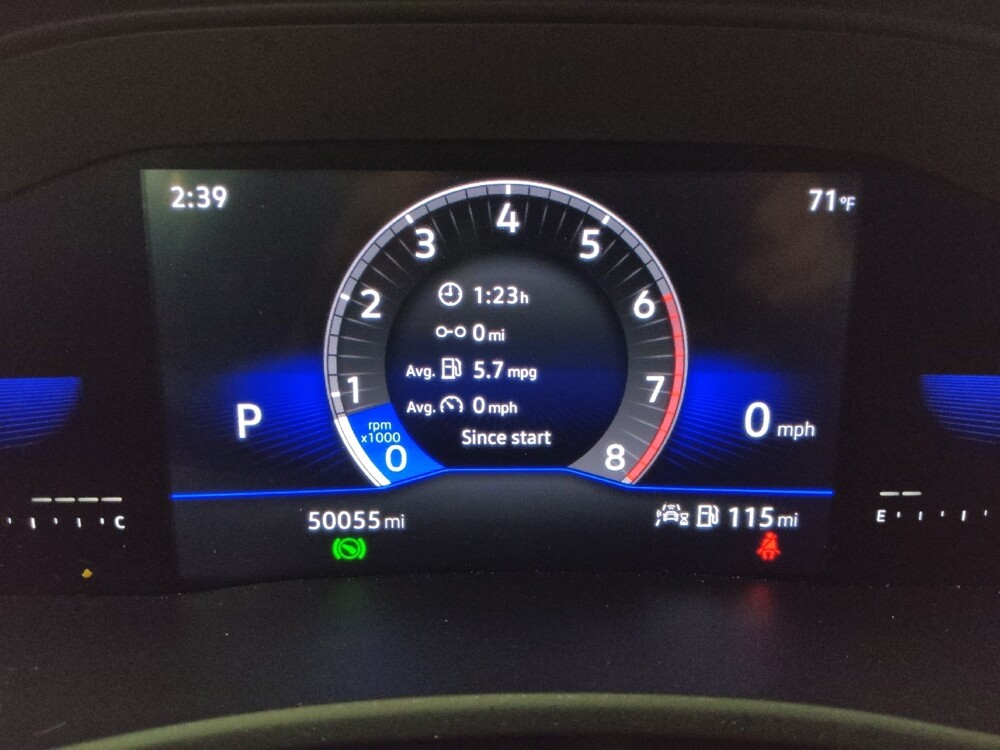 2:39
71°F
4
3
5
2
6
1:23h
0 mi
Avg. 5.7 mpg
1
7
Avg. 0 mph
P
rpm
x1000
0
Since start
8
0 mph
C
50055 mi
115 mi
E